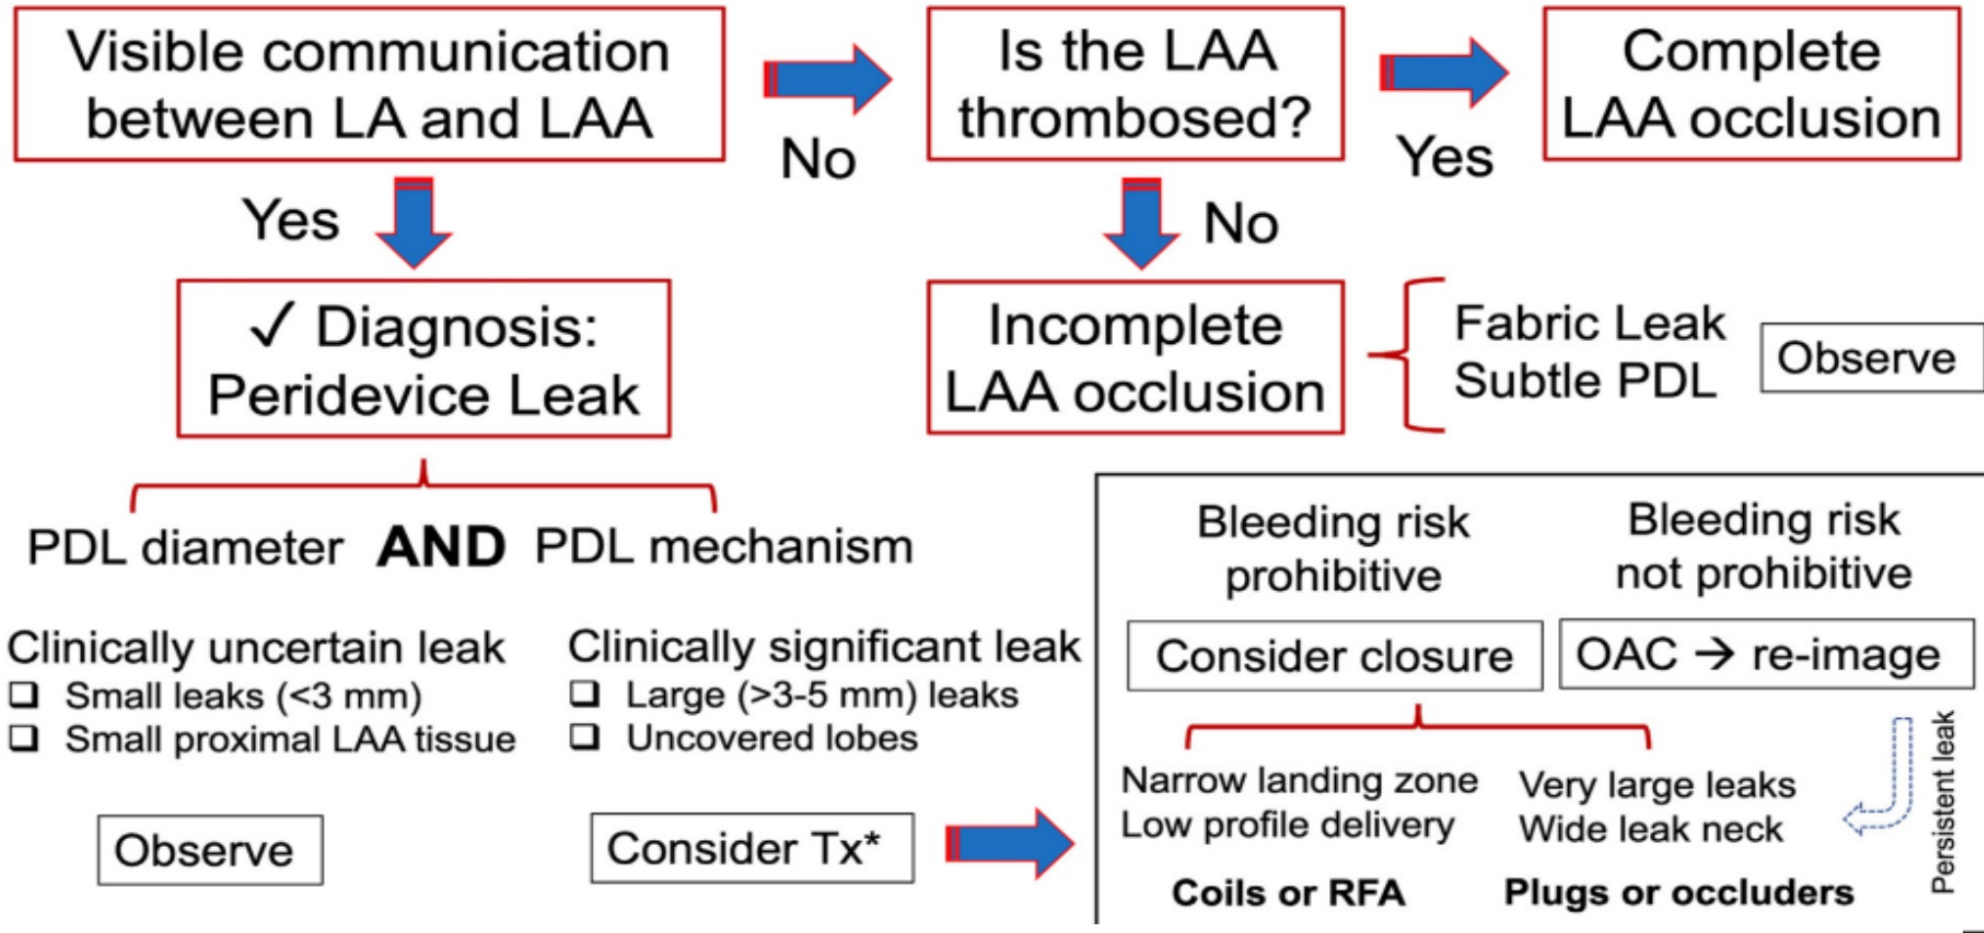 Visible communication
between LA and LAA
No
Is the LAA
thrombosed?
Yes
Complete
LAA occlusion
Yes
No
✓ Diagnosis:
Peridevice Leak
Incomplete
LAA occlusion
Fabric Leak
Subtle PDL
Observe
PDL diameter AND PDL mechanism
Clinically uncertain leak
❑ Small leaks (<3 mm)
❑ Small proximal LAA tissue
Observe
Clinically significant leak
❑ Large (>3-5 mm) leaks
❑ Uncovered lobes
Consider Tx*
Bleeding risk
prohibitive
Consider closure
Bleeding risk
not prohibitive
OAC → re-image
Narrow landing zone
Low profile delivery
Coils or RFA
Very large leaks
Wide leak neck
Plugs or occluders
Persistent leak